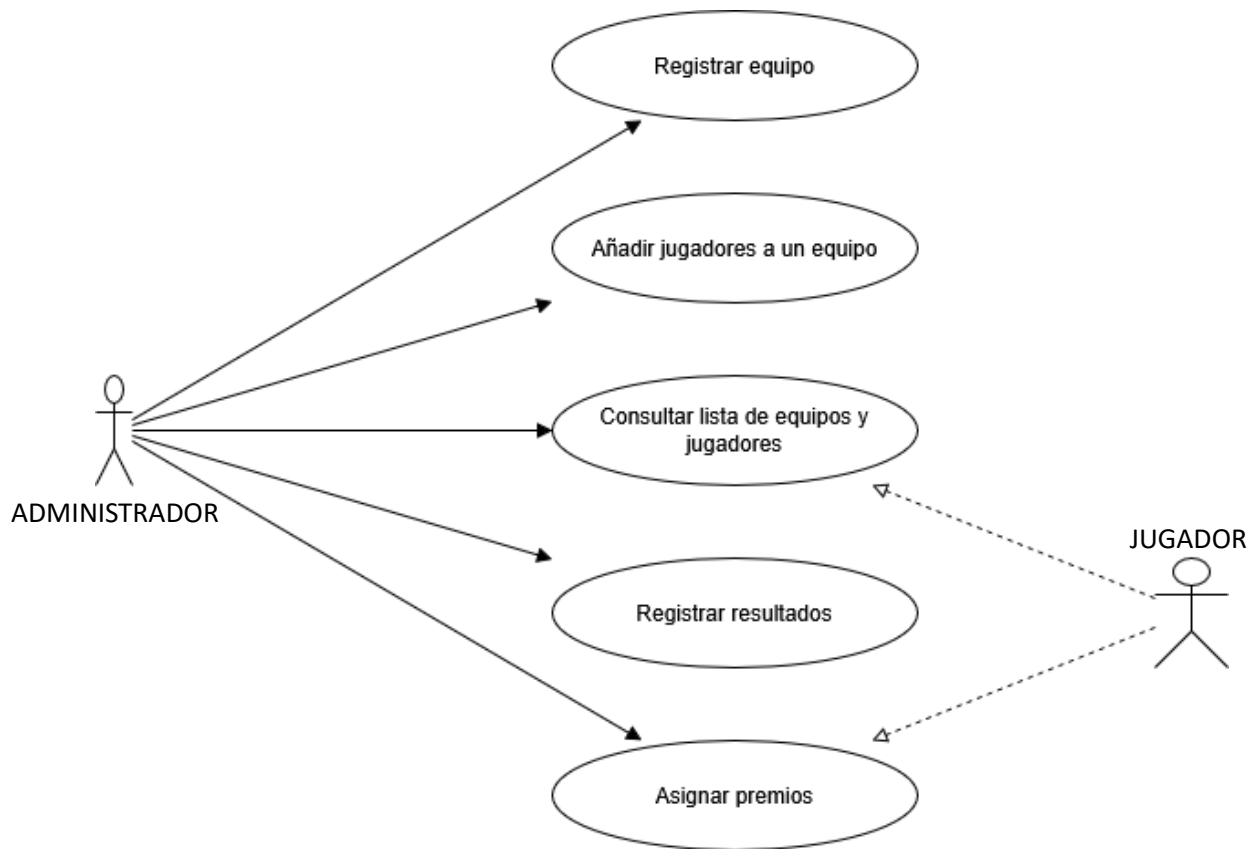 Registrar equipo
Añadir jugadores a un equipo
Consultar lista de equipos y
jugadores
ADMINISTRADOR
JUGADOR
Registrar resultados
Asignar premios